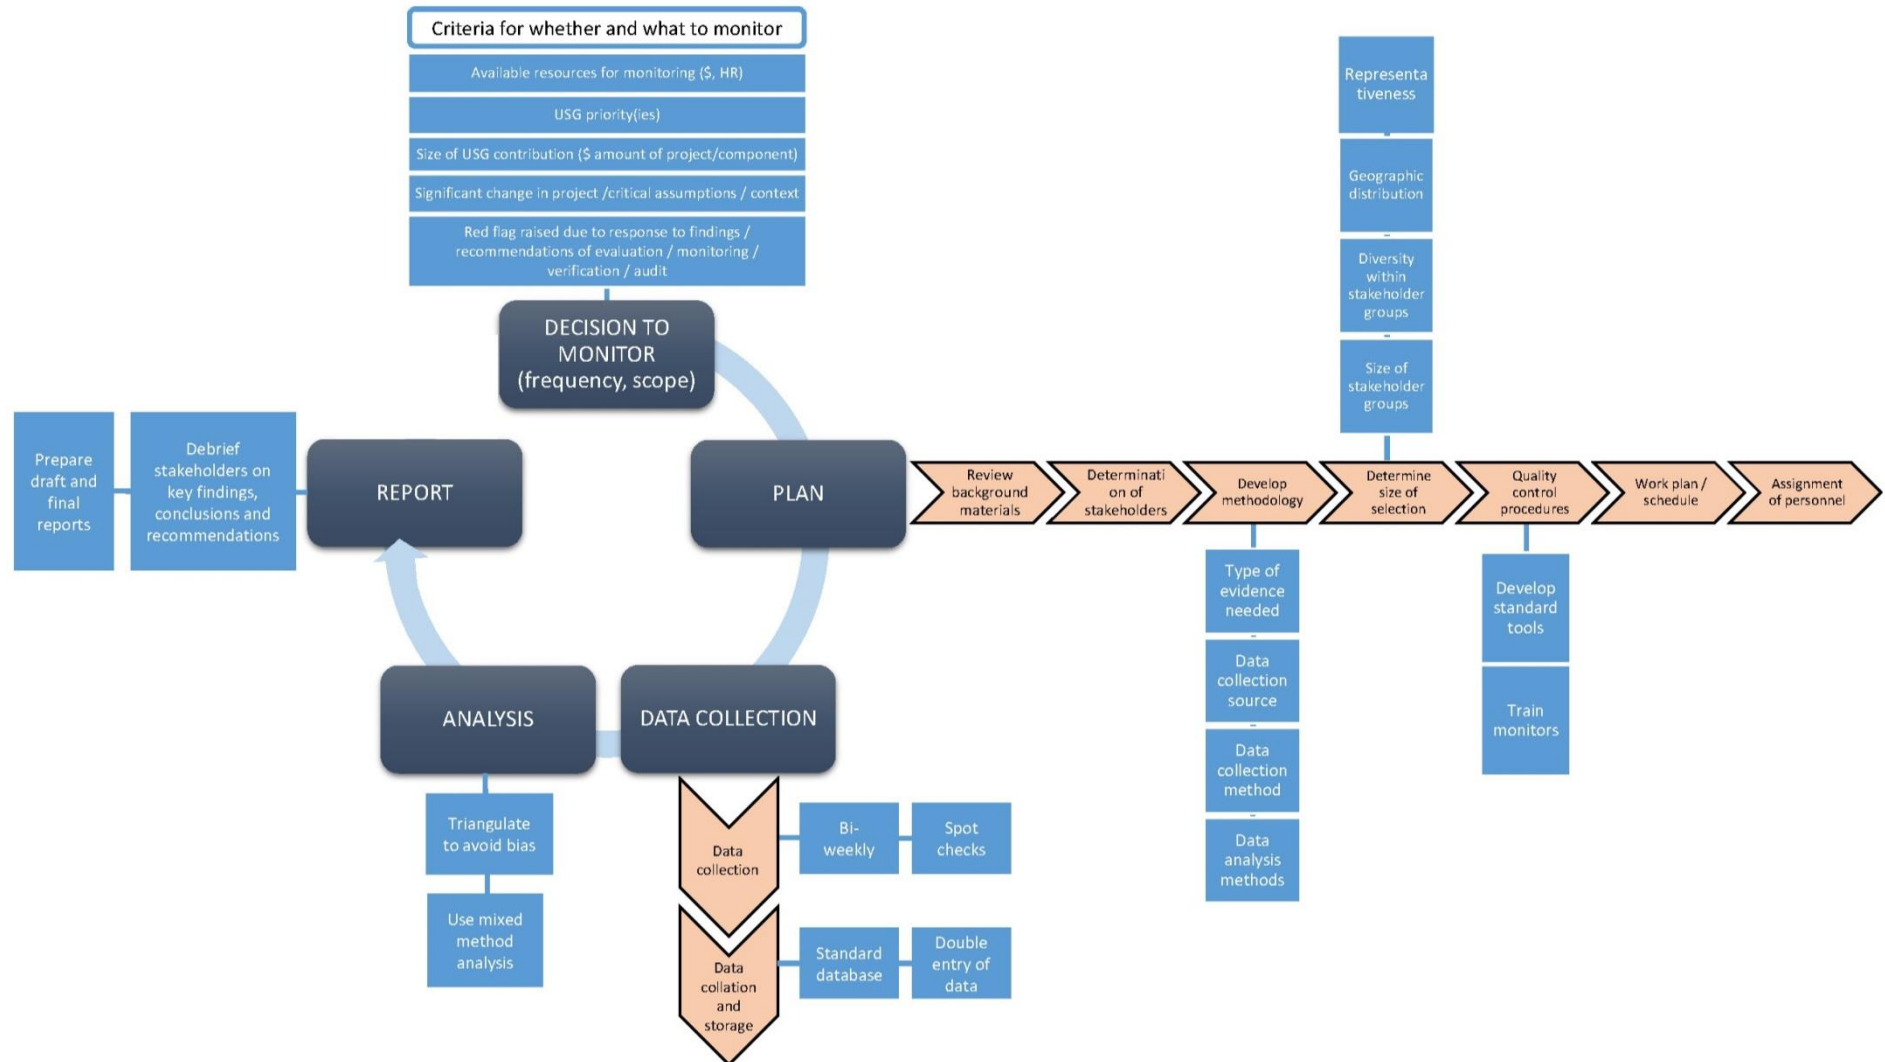 Criteria for whether and what to monitor
Available resources for monitoring ($, HR)
USG priority(ies)
Size of USG contribution ($ amount of project/component)
Significant change in project /critical assumptions / context
Red flag raised due to response to findings /
recommendations of evaluation / monitoring /
verification / audit
DECISION TO
MONITOR
(frequency, scope)
PLAN
Review
background
materials
Determinati
on of
stakeholders
Develop
methodology
Type of
evidence
needed
Data
collection
source
Data
collection
method
Data
analysis
methods
Determine
size of
selection
Representa
tiveness
Geographic
distribution
Diversity
within
stakeholder
groups
Size of
stakeholder
groups
Quality
control
procedures
Develop
standard
tools
Train
monitors
Work plan /
schedule
Assignment
of personnel
DATA COLLECTION
Data
collection
Bi-
weekly
Spot
checks
Data
collation
and
storage
Standard
database
Double
entry of
data
ANALYSIS
Triangulate
to avoid bias
Use mixed
method
analysis
REPORT
Debrief
stakeholders on
key findings,
conclusions and
recommendations
Prepare
draft and
final
reports